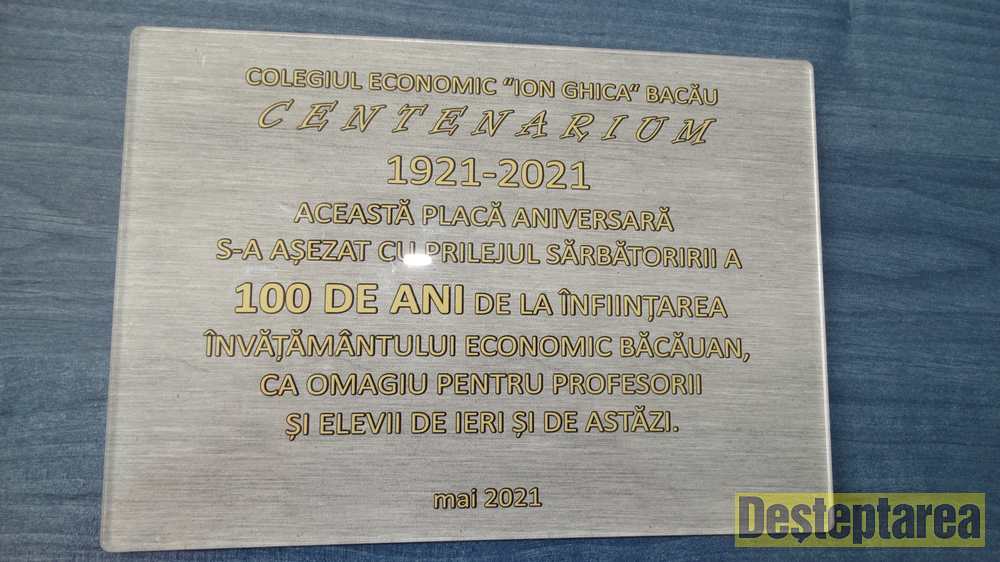 COLEGIUL ECONOMIC "ION GHICA" BACĂU
CENTENARIUM
1921-2021
ACEASTĂ PLACĂ ANIVERSARĂ
S-A AȘEZAT CU PRILEJUL SĂRBĂTORIRII A
100 DE ANI DE LA ÎNFIINȚAREA
ÎNVĂȚĂMÂNTULUI ECONOMIC BĂCĂUAN,
CA OMAGIU PENTRU PROFESORII
ȘI ELEVII DE IERI ȘI DE ASTĂZI.
mai 2021
Deșteptarea